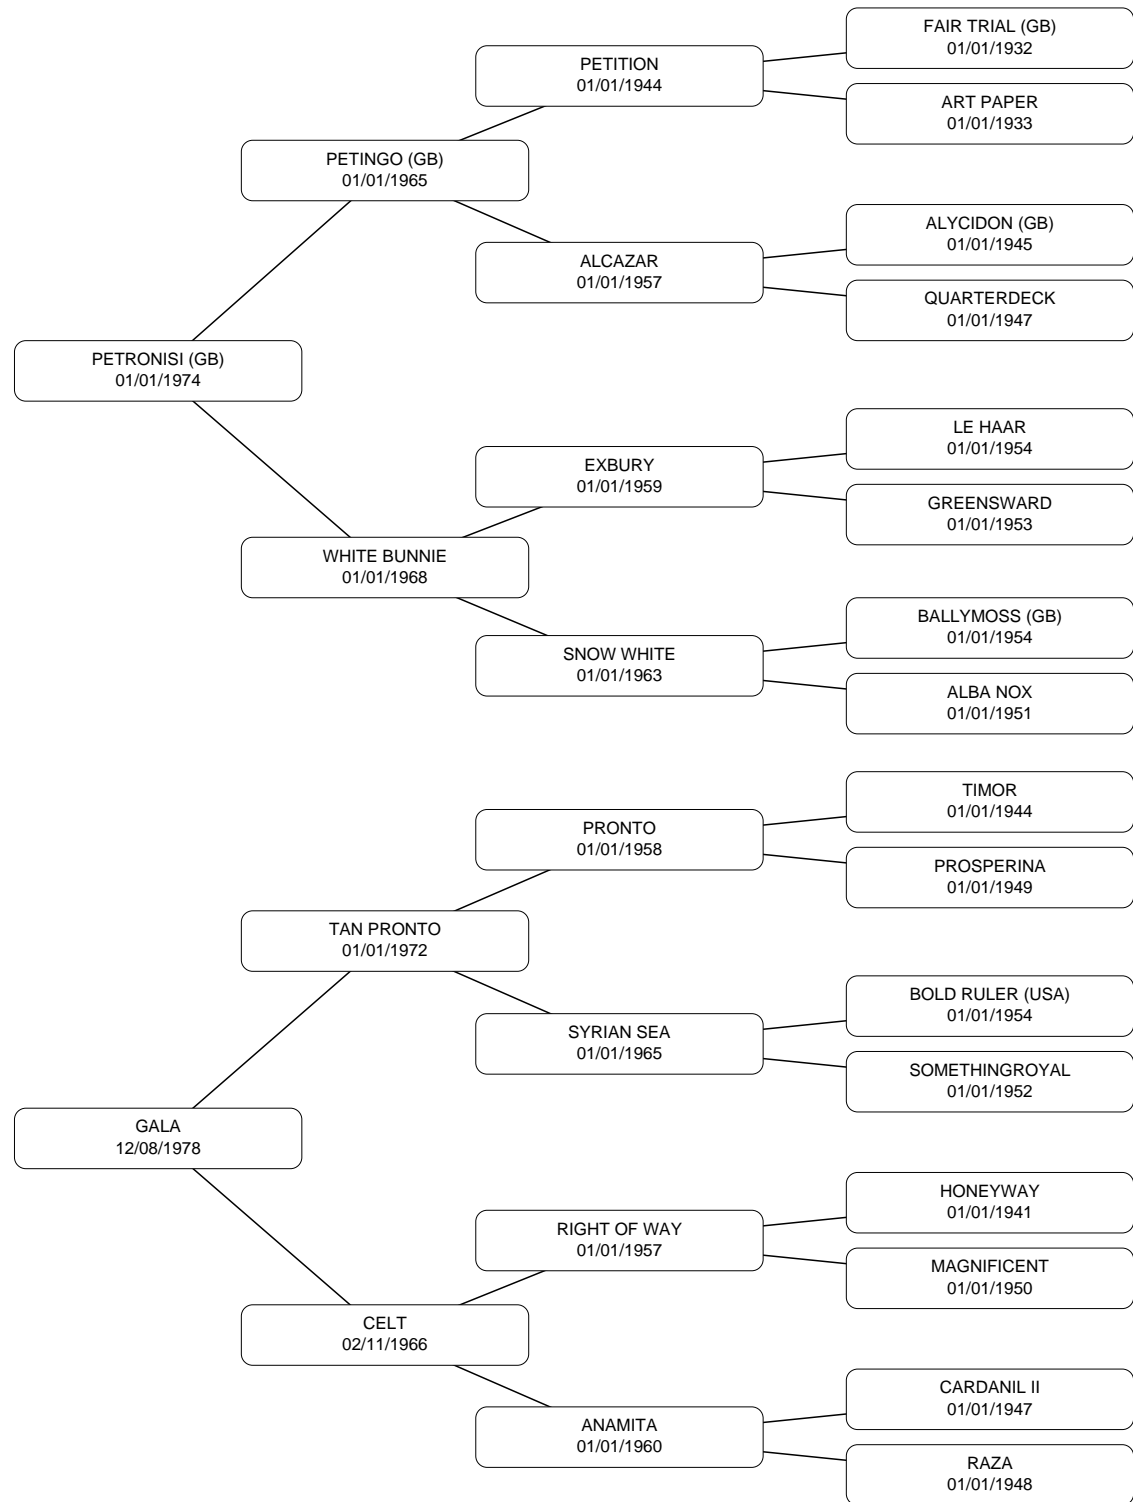 FAIR TRIAL (GB)
01/01/1932
PETITION
01/01/1944
ART PAPER
01/01/1933
PETINGO (GB)
01/01/1965
ALYCIDON (GB)
01/01/1945
ALCAZAR
01/01/1957
QUARTERDECK
01/01/1947
PETRONISI (GB)
01/01/1974
LE HAAR
01/01/1954
EXBURY
01/01/1959
GREENSWARD
01/01/1953
WHITE BUNNIE
01/01/1968
BALLYMOSS (GB)
01/01/1954
SNOW WHITE
01/01/1963
ALBA NOX
01/01/1951
TIMOR
01/01/1944
PRONTO
01/01/1958
PROSPERINA
01/01/1949
TAN PRONTO
01/01/1972
BOLD RULER (USA)
01/01/1954
SYRIAN SEA
01/01/1965
SOMETHINGROYAL
01/01/1952
GALA
12/08/1978
HONEYWAY
01/01/1941
RIGHT OF WAY
01/01/1957
MAGNIFICENT
01/01/1950
CELT
02/11/1966
CARDANIL II
01/01/1947
ANAMITA
01/01/1960
RAZA
01/01/1948